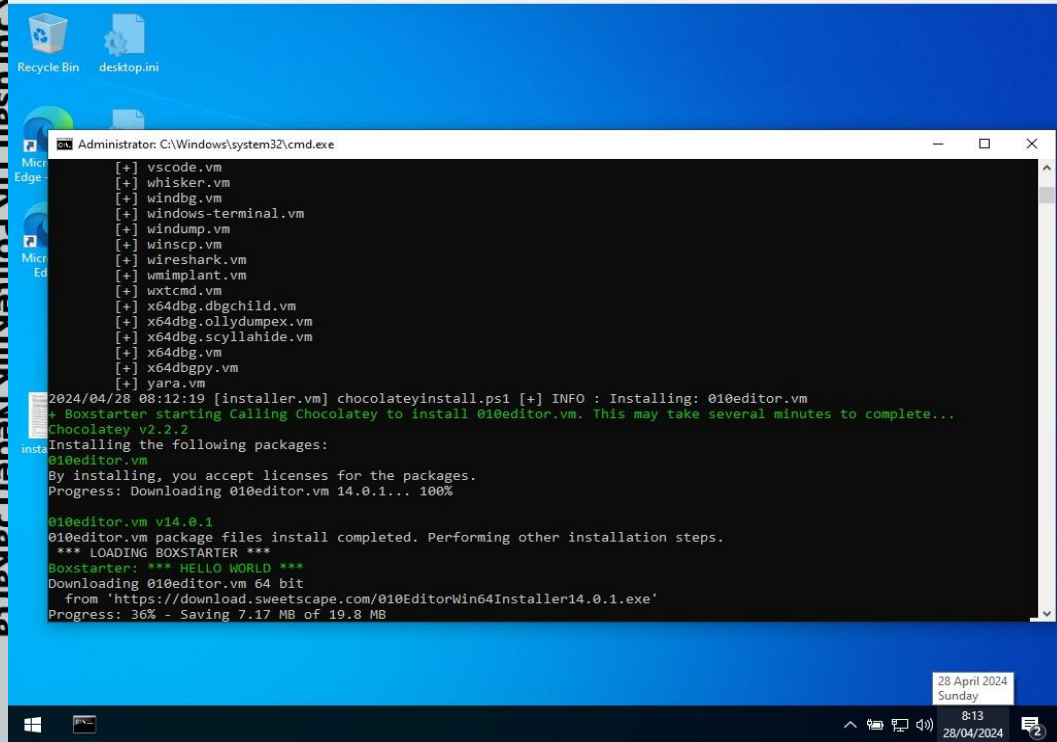 Recycle Bin
desktop.ini
Micr
Edge -
Micr
Ed
insta
Administrator: C:\Windows\system32\cmd.exe
[+] vscode.vm
[+] whisker.vm
[+] windbg.vm
[+] windows-terminal.vm
[+] windump.vm
[+] winscp.vm
[+] wireshark.vm
[+] wmimplant.vm
[+] wxtcmd.vm
[+] x64dbg.dbgchild.vm
[+] x64dbg.ollydumpex.vm
[+] x64dbg.scyllahide.vm
[+] x64dbg.vm
[+] x64dbgpy.vm
[+] yara.vm
2024/04/28 08:12:19 [installer.vm] chocolateyinstall.ps1 [+] INFO : Installing: 010editor.vm
+ Boxstarter starting Calling Chocolatey to install 010editor.vm. This may take several minutes to complete...
Chocolatey v2.2.2
Installing the following packages:
010editor.vm
By installing, you accept licenses for the packages.
Progress: Downloading 010editor.vm 14.0.1... 100%
010editor.vm v14.0.1
010editor.vm package files install completed. Performing other installation steps.
*** LOADING BOXSTARTER ***
Boxstarter: *** HELLO WORLD ***
Downloading 010editor.vm 64 bit
from 'https://download.sweetscape.com/010EditorWin64Installer14.0.1.exe'
Progress: 36% - Saving 7.17 MB of 19.8 MB
28 April 2024
Sunday
8:13
28/04/2024
2